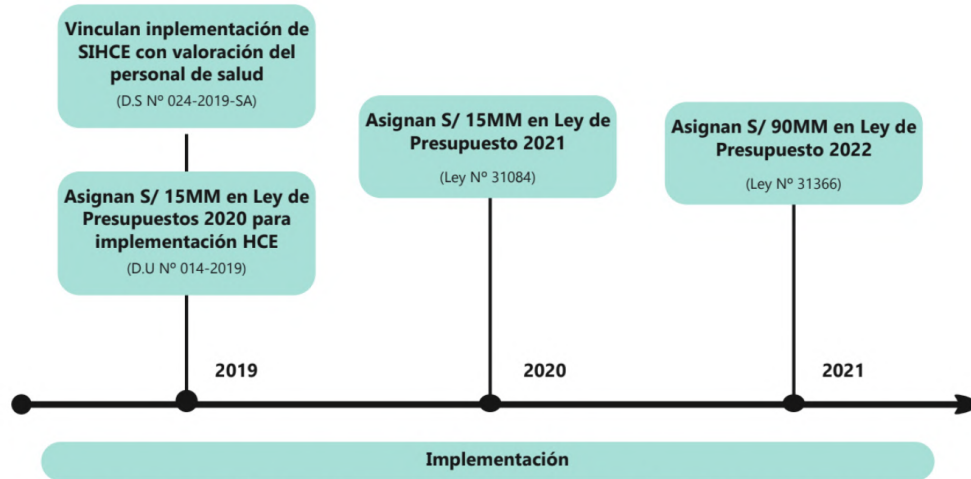 Vinculan inplementación de
SIHCE con valoración del
personal de salud
(D.S Nº 024-2019-SA)
Asignan S/ 15MM en Ley de
Presupuestos 2020 para
implementación HCE
(D.U Nº 014-2019)
Asignan S/ 15MM en Ley de
Presupuesto 2021
(Ley Nº 31084)
Asignan S/ 90MM en Ley de
Presupuesto 2022
(Ley Nº 31366)
2019
2020
2021
Implementación